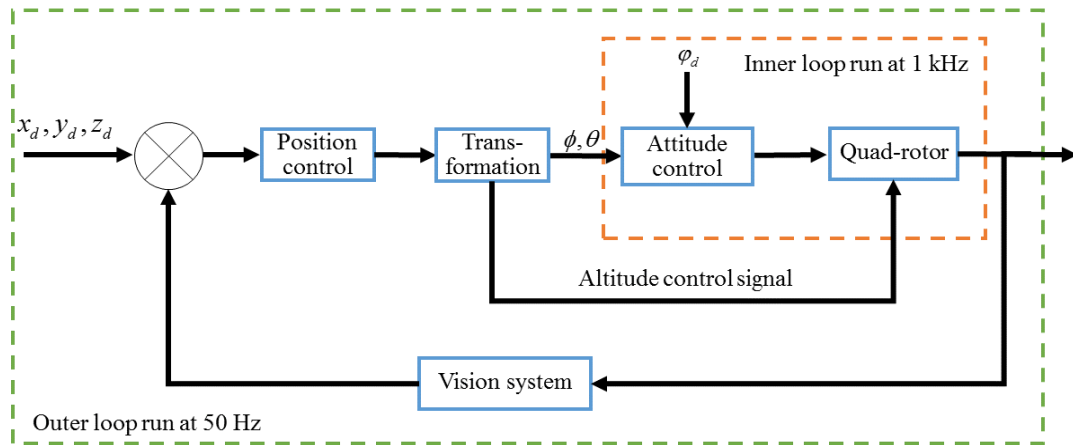 Inner loop run at 1 kHz
φ_d
x_d, y_d, z_d
Position
control
Trans-
formation
ϕ, θ
Attitude
control
Quad-rotor
Altitude control signal
Vision system
Outer loop run at 50 Hz